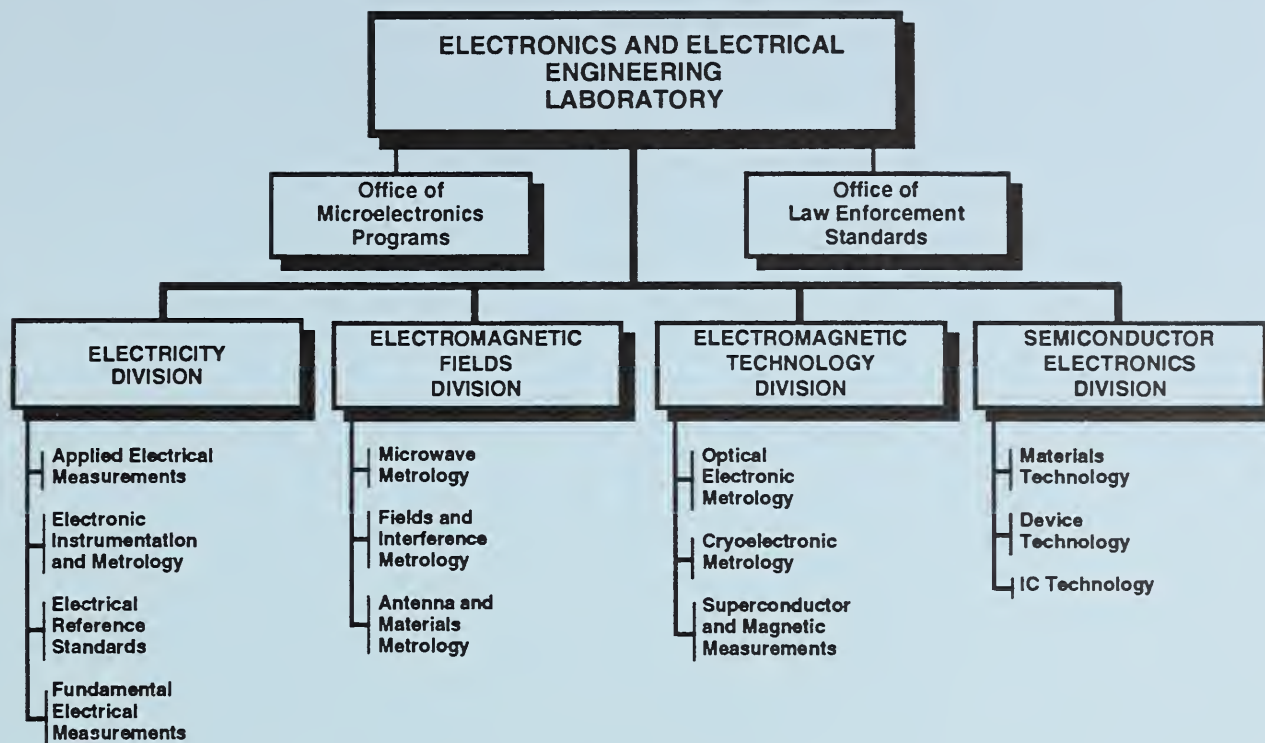 ELECTRONICS AND ELECTRICAL
ENGINEERING
LABORATORY
Office of
Microelectronics
Programs
Office of
Law Enforcement
Standards
ELECTRICITY
DIVISION
ELECTROMAGNETIC
FIELDS
DIVISION
ELECTROMAGNETIC
TECHNOLOGY
DIVISION
SEMICONDUCTOR
ELECTRONICS
DIVISION
Applied Electrical
Measurements
Electronic
Instrumentation
and Metrology
Electrical
Reference
Standards
Fundamental
Electrical
Measurements
Microwave
Metrology
Fields and
Interference
Metrology
Antenna and
Materials
Metrology
Optical
Electronic
Metrology
Cryoelectronic
Metrology
Superconductor
and Magnetic
Measurements
Materials
Technology
Device
Technology
IC Technology